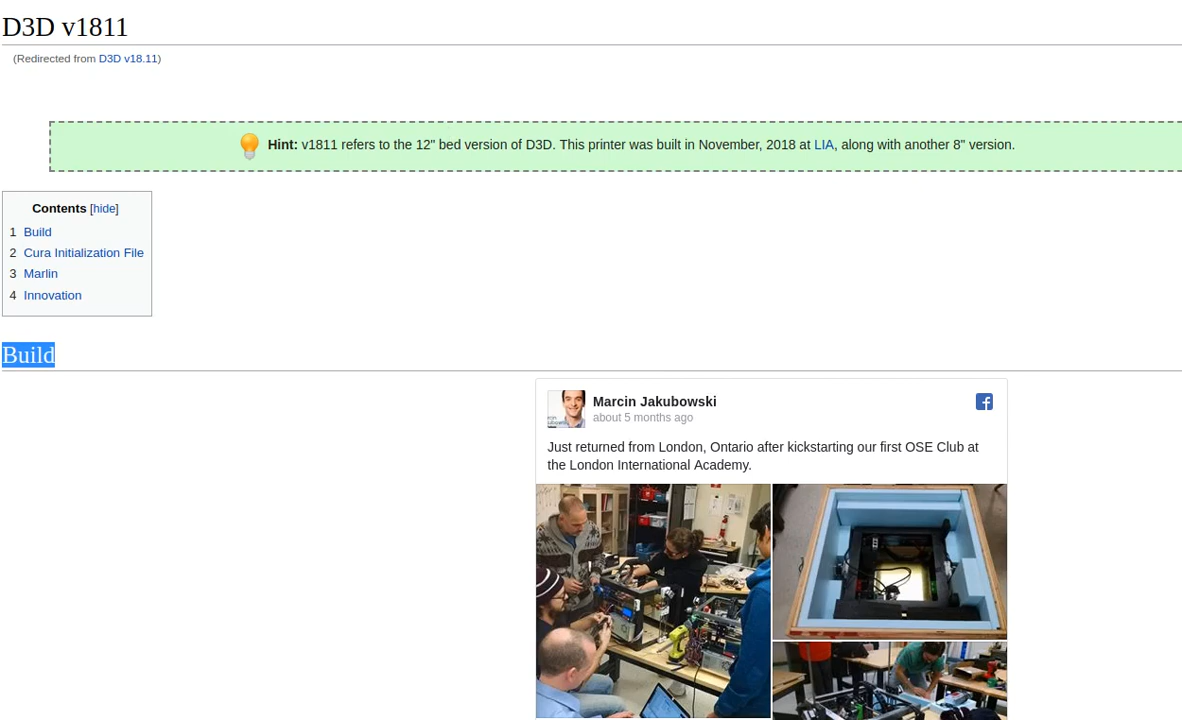 D3D v1811
(Redirected from D3D v18.11)
Hint: v1811 refers to the 12" bed version of D3D. This printer was built in November, 2018 at LIA, along with another 8" version.
Contents [hide]
1 Build
2 Cura Initialization File
3 Marlin
4 Innovation
Build
Marcin Jakubowski
about 5 months ago
Just returned from London, Ontario after kickstarting our first OSE Club at
the London International Academy.